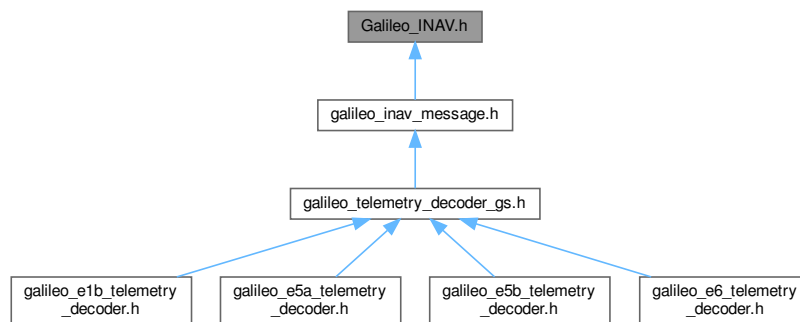 Galileo_INAV.h
galileo_inav_message.h
galileo_telemetry_decoder_gs.h
galileo_e1b_telemetry
_decoder.h
galileo_e5a_telemetry
_decoder.h
galileo_e5b_telemetry
_decoder.h
galileo_e6_telemetry
_decoder.h